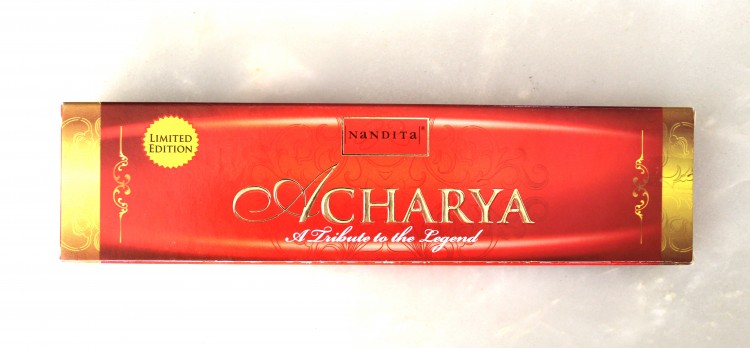 NaNDITa®
LIMITED
EDITION
ACHARYA
A Tribute to the Legend